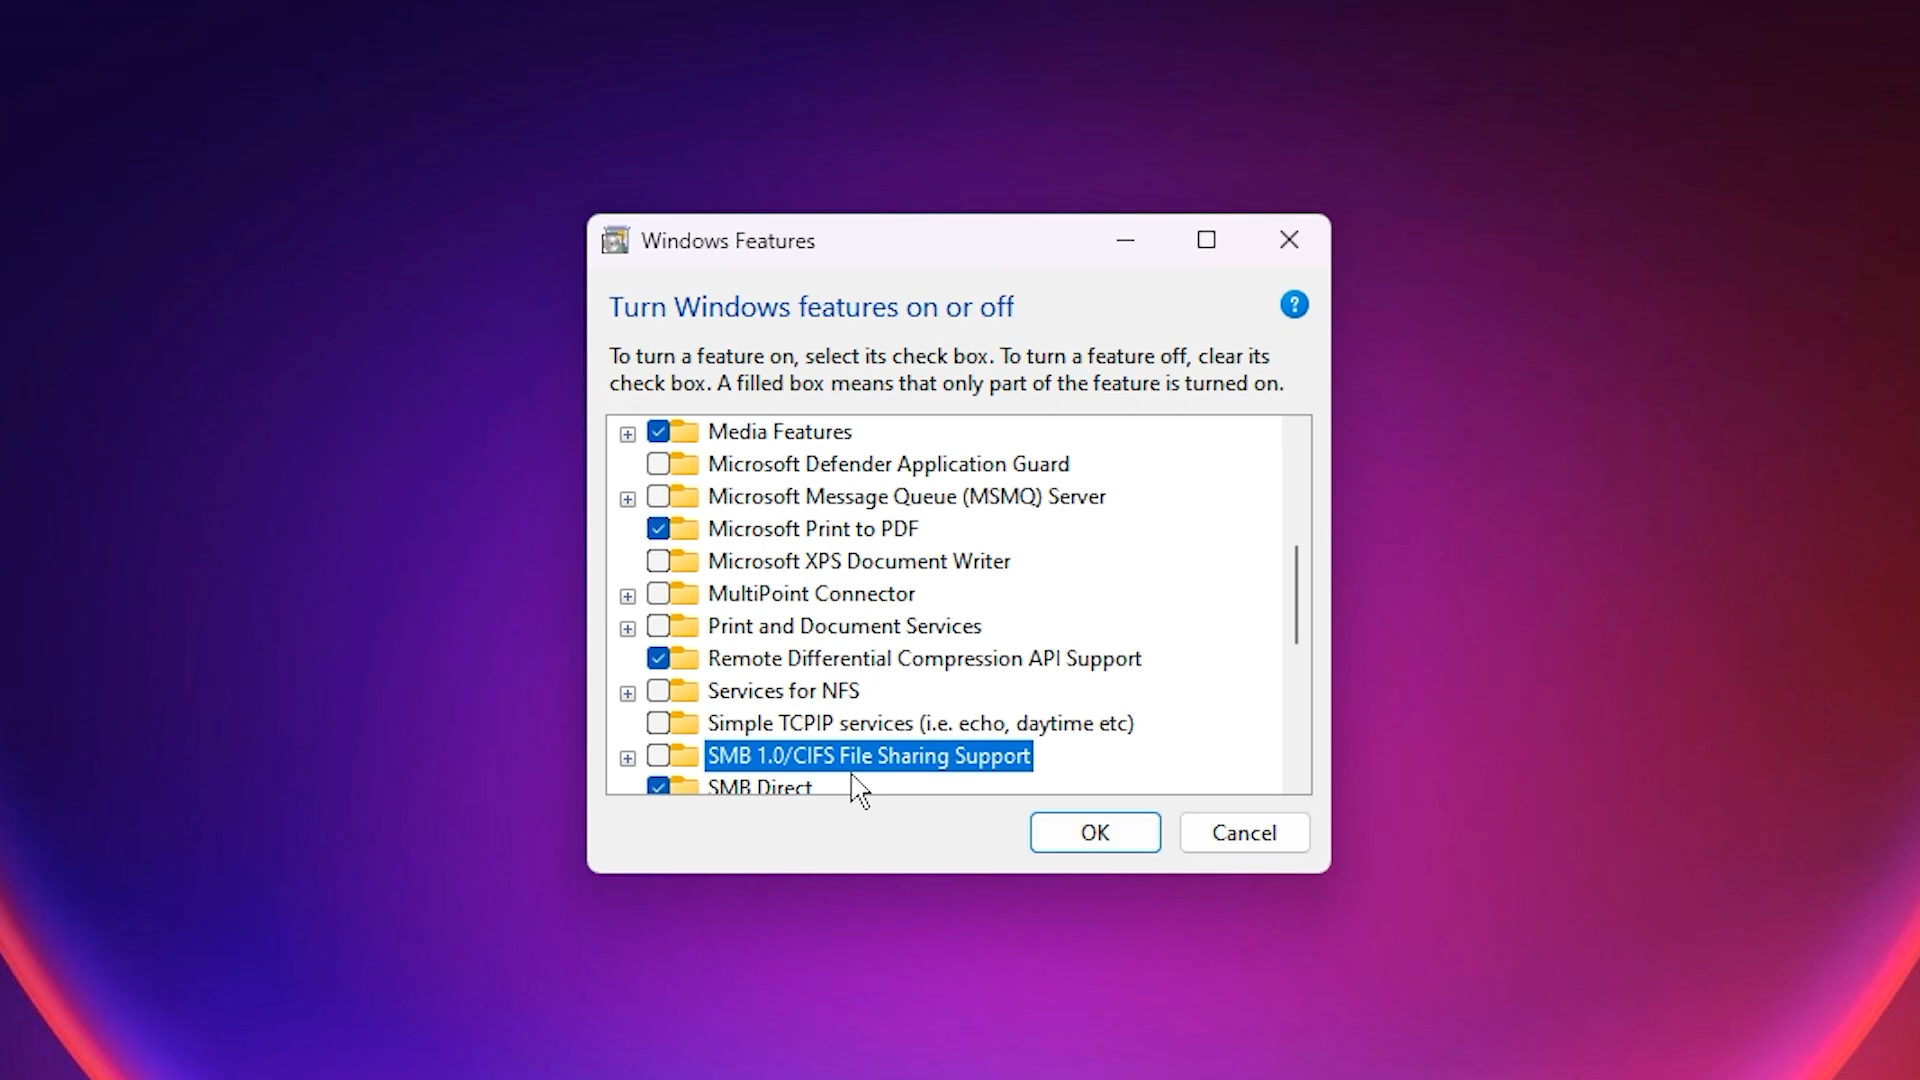 Windows Features
Turn Windows features on or off
?
To turn a feature on, select its check box. To turn a feature off, clear its
check box. A filled box means that only part of the feature is turned on.
Media Features
Microsoft Defender Application Guard
Microsoft Message Queue (MSMQ) Server
Microsoft Print to PDF
Microsoft XPS Document Writer
MultiPoint Connector
Print and Document Services
Remote Differential Compression API Support
Services for NFS
Simple TCPIP services (i.e. echo, daytime etc)
SMB 1.0/CIFS File Sharing Support
SMB Direct
OK
Cancel